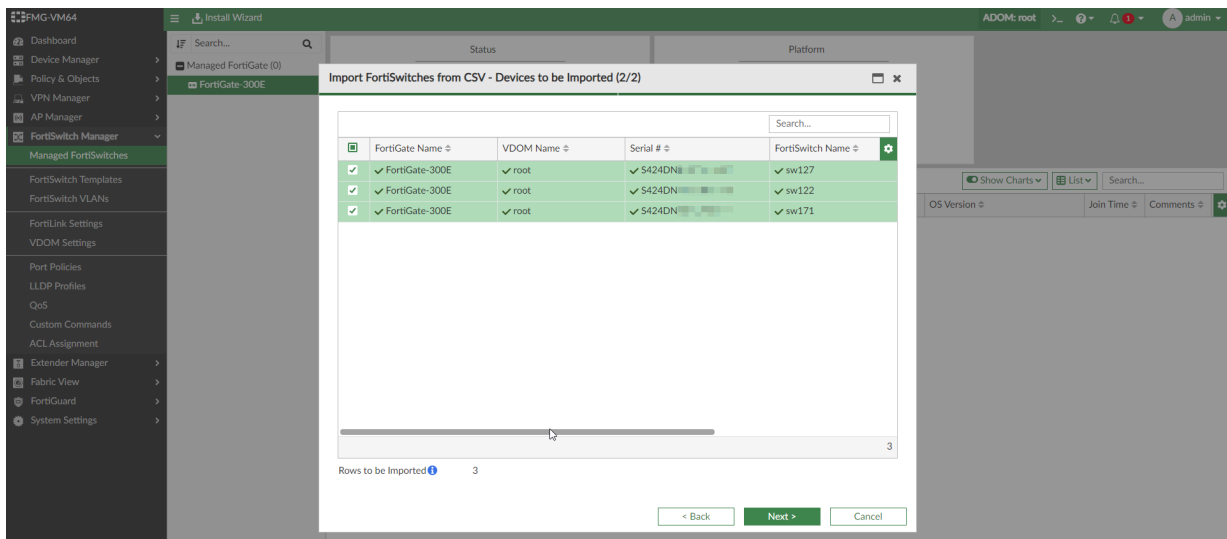 FMG-VM64
Install Wizard
ADOM: root
1
A admin
Dashboard
Device Manager
Policy & Objects
VPN Manager
AP Manager
FortiSwitch Manager
Managed FortiSwitches
FortiSwitch Templates
FortiSwitch VLANs
FortiLink Settings
VDOM Settings
Port Policies
LLDP Profiles
QoS
Custom Commands
ACL Assignment
Extender Manager
Fabric View
FortiGuard
System Settings
Search...
Managed FortiGate (0)
FortiGate-300E
Status
Platform
Import FortiSwitches from CSV - Devices to be Imported (2/2)
Search...
FortiGate Name VDOM Name Serial # FortiSwitch Name
FortiGate-300E root S424DN sw127
FortiGate-300E root S424DN sw122
FortiGate-300E root S424DN sw171
3
Rows to be Imported 3
< Back Next > Cancel
Show Charts List Search...
OS Version Join Time Comments